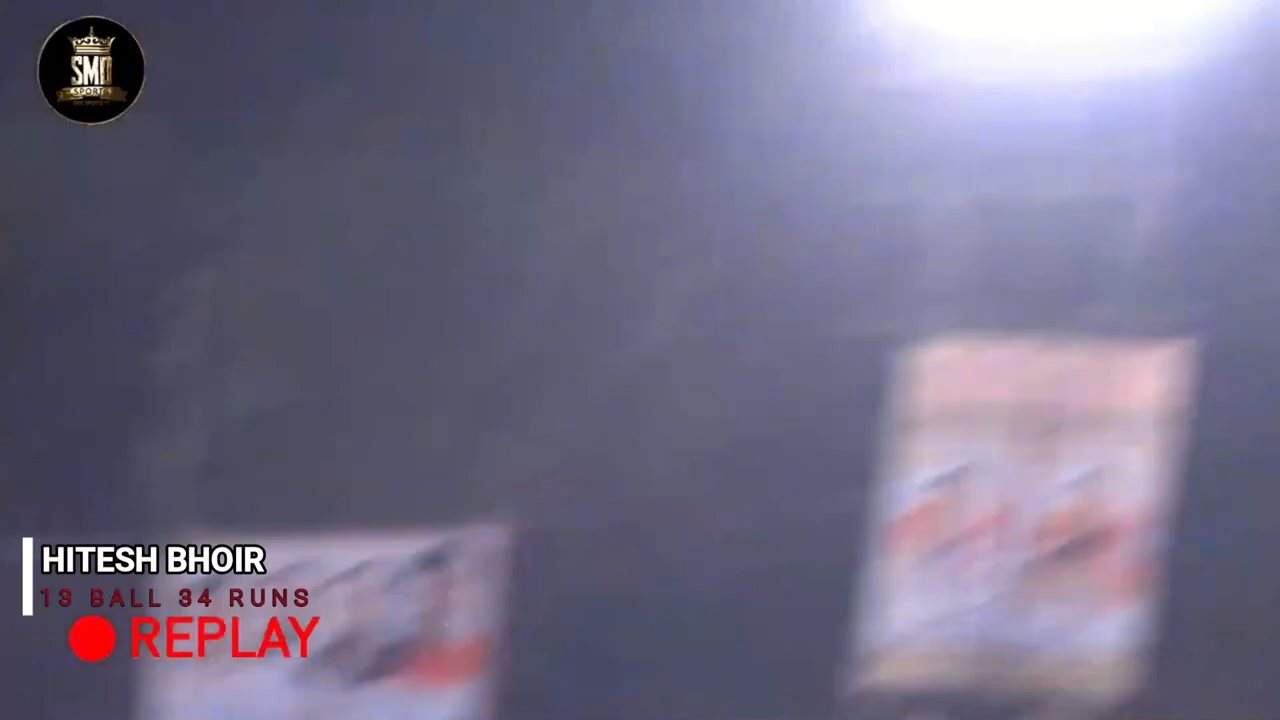 SMD
SPORTS
HITESH BHOIR
13 BALL 34 RUNS
REPLAY